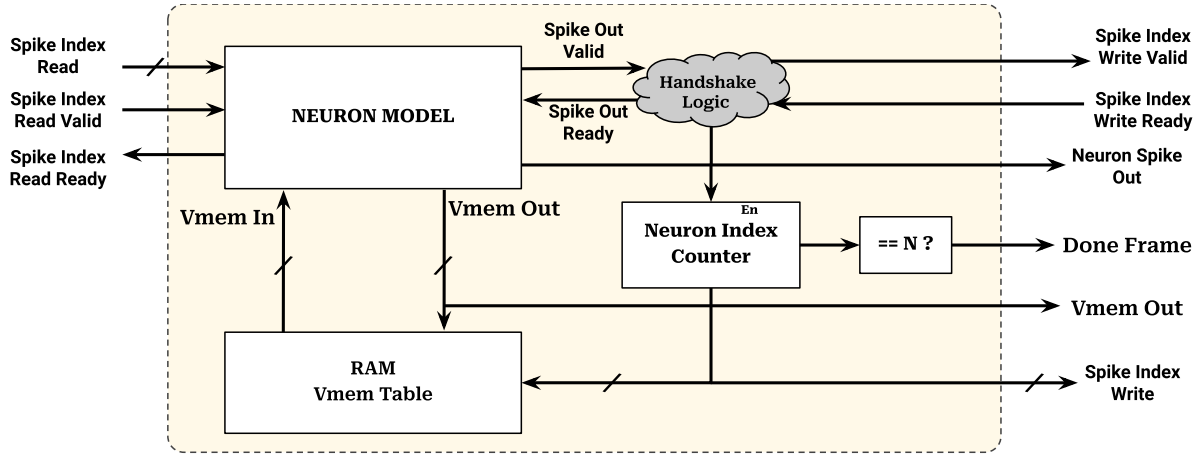 Spike Index
Read
Spike Index
Read Valid
Spike Index
Read Ready
NEURON MODEL
Spike Out
Valid
Handshake
Logic
Spike Out
Ready
Spike Index
Write Valid
Spike Index
Write Ready
Neuron Spike
Out
Vmem In
Vmem Out
En
Neuron Index
Counter
== N ?
Done Frame
Vmem Out
RAM
Vmem Table
Spike Index
Write